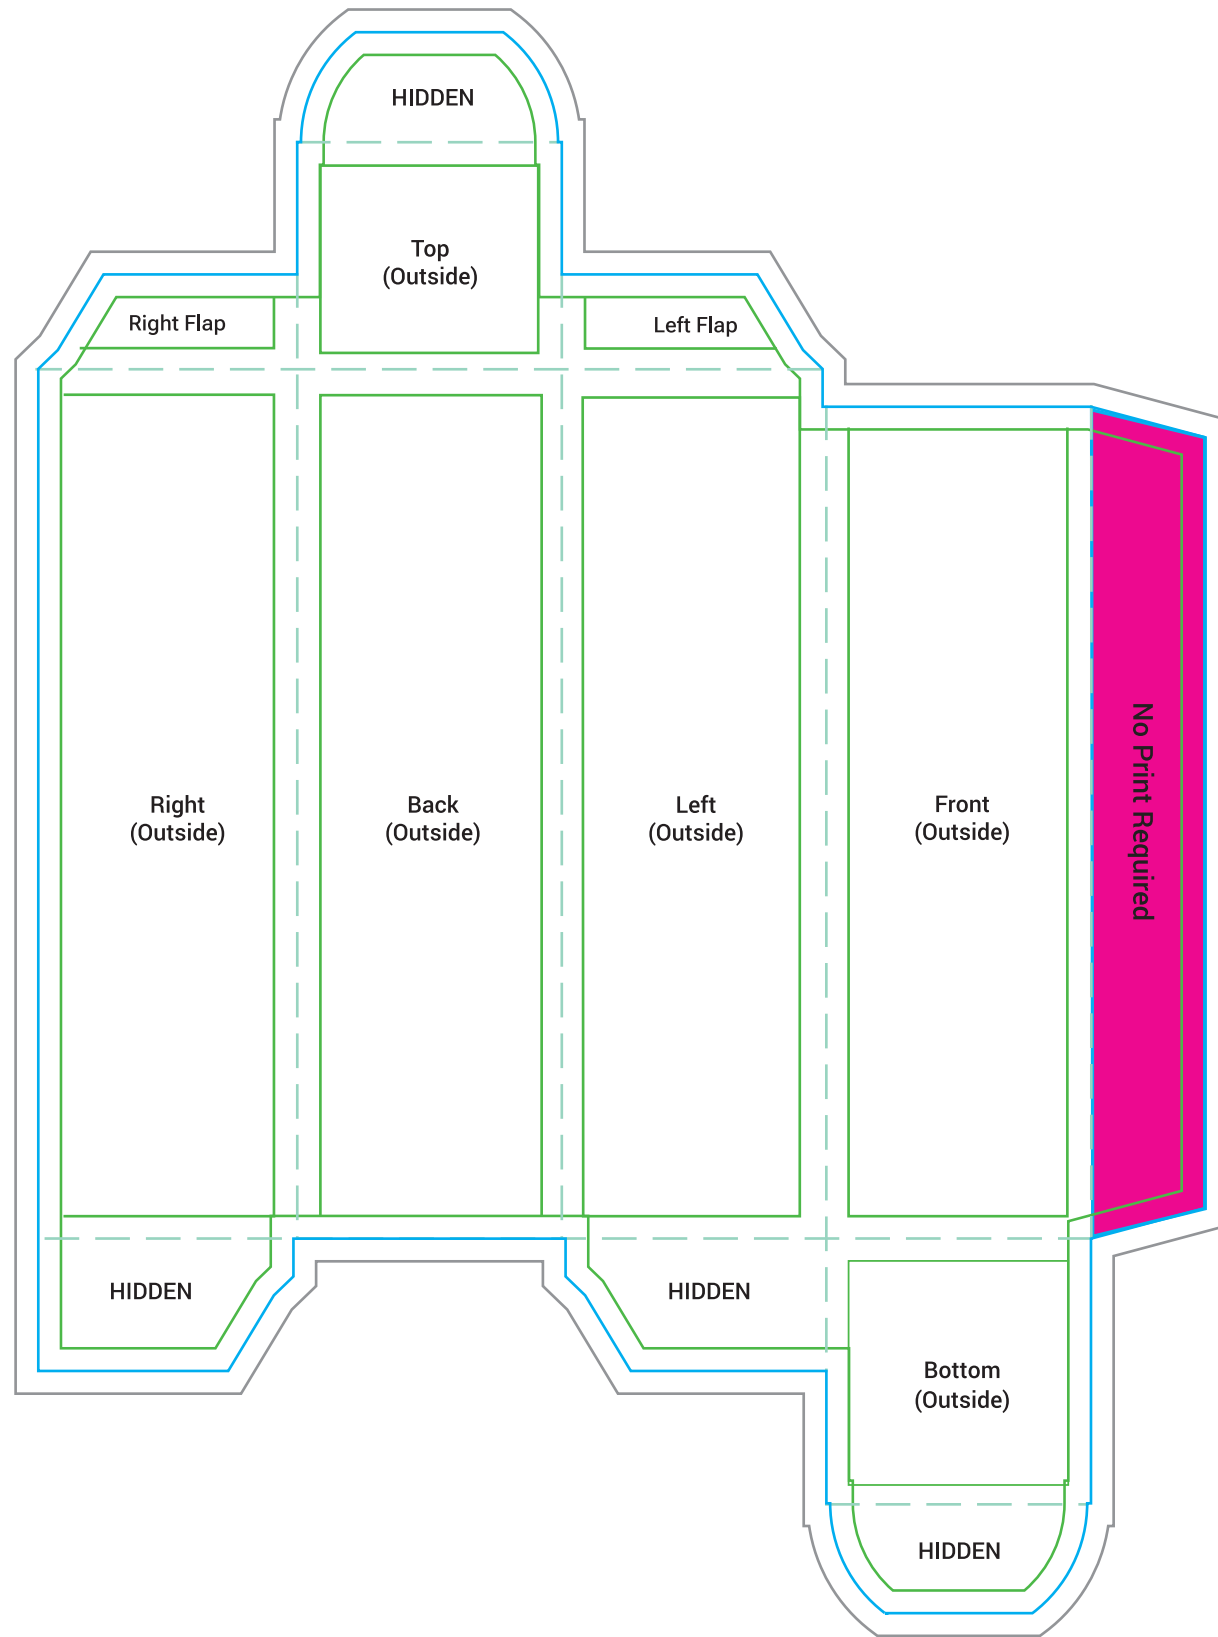 HIDDEN
Top
(Outside)
Right Flap
Left Flap
Right
(Outside)
Back
(Outside)
Left
(Outside)
Front
(Outside)
No Print Required
HIDDEN
HIDDEN
Bottom
(Outside)
HIDDEN